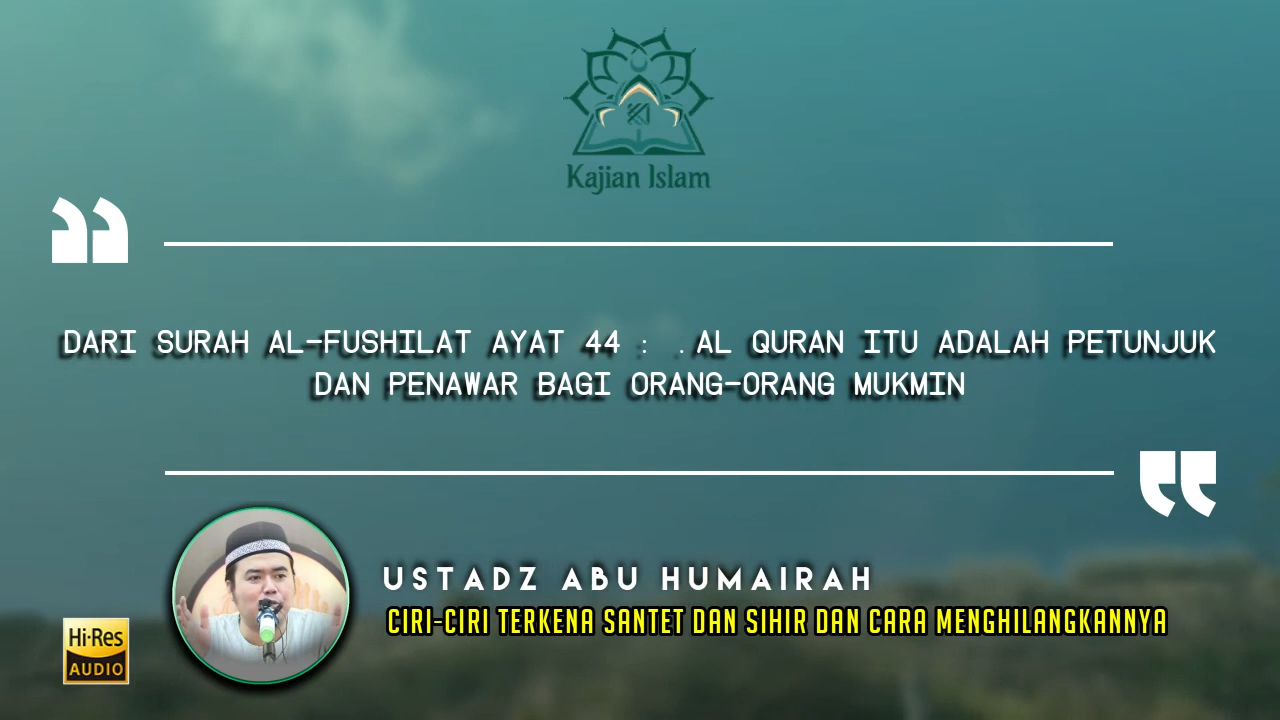 Kajian Islam
DARI SURAH AL-FUSHILAT AYAT 44 : .AL QURAN ITU ADALAH PETUNJUK
DAN PENAWAR BAGI ORANG-ORANG MUKMIN
USTADZ ABU HUMAIRAH
CIRI-CIRI TERKENA SANTET DAN SIHIR DAN CARA MENGHILANGKANNYA
Hi-Res
AUDIO